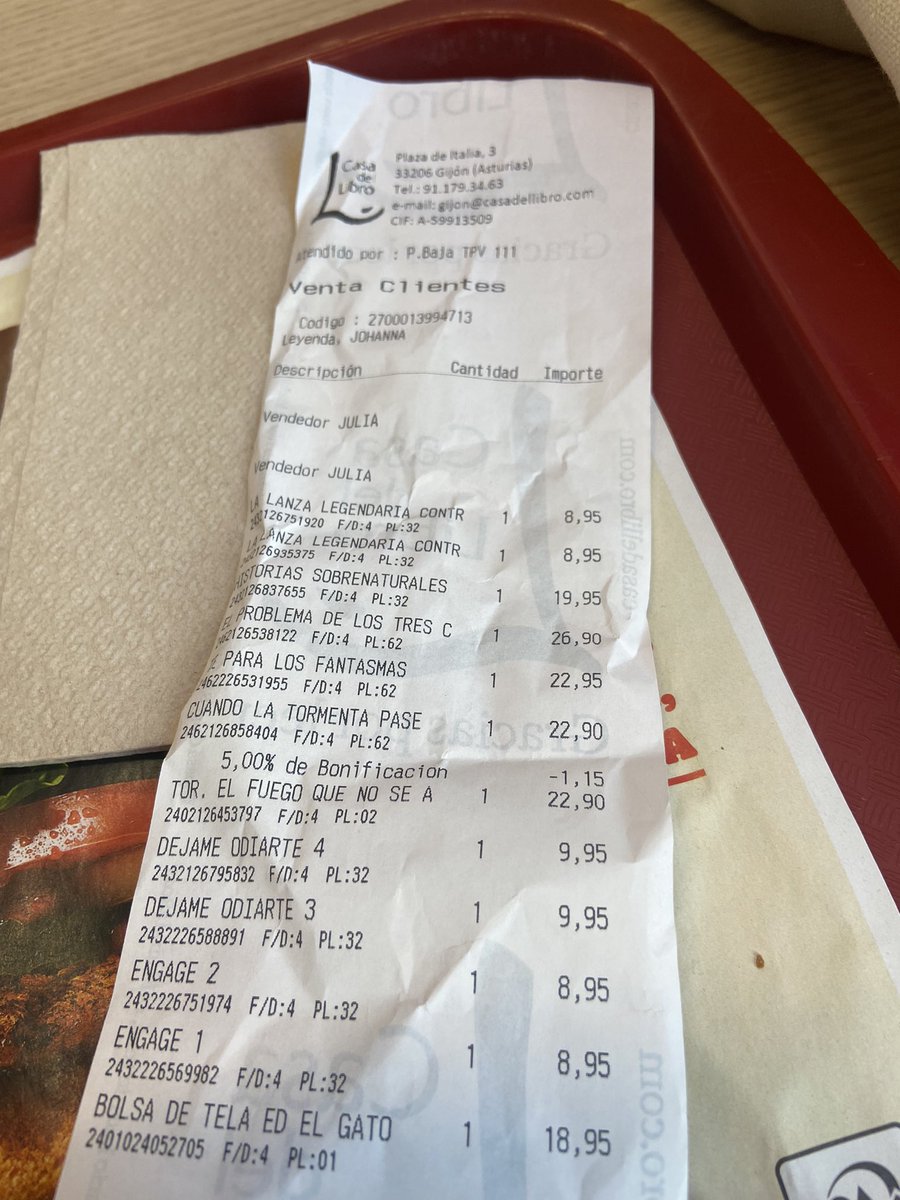 Casa
de
Libro
Plaza de Italia, 3
33206 Gijón (Asturias)
Tel.: 91.179.34.63
e-mail: gijon@casadellibro.com
CIF: A-59913509
Atendido por : P.Baja TPV 111
Venta Clientes
Codigo : 2700013994713
Leyenda, JOHANNA
Descripción Cantidad Importe
Vendedor JULIA
Vendedor JULIA
LA LANZA LEGENDARIA CONTR 1 8,95
2432126751920 F/D:4 PL:32
LA LANZA LEGENDARIA CONTR 1 8,95
2432126935375 F/D:4 PL:32
HISTORIAS SOBRENATURALES 1 19,95
2432126837655 F/D:4 PL:32
EL PROBLEMA DE LOS TRES C 1 26,90
2462126538122 F/D:4 PL:62
PARA LOS FANTASMAS 1 22,95
2462226531955 F/D:4 PL:62
CUANDO LA TORMENTA PASE 1 22,90
2462126858404 F/D:4 PL:62
5,00% de Bonificacion -1,15
TOR. EL FUEGO QUE NO SE A 1 22,90
2402126453797 F/D:4 PL:02
DEJAME ODIARTE 4 1 9,95
2432126795832 F/D:4 PL:32
DEJAME ODIARTE 3 1 9,95
2432226588891 F/D:4 PL:32
ENGAGE 2 1 8,95
2432226751974 F/D:4 PL:32
ENGAGE 1 1 8,95
2432226569982 F/D:4 PL:32
BOLSA DE TELA ED EL GATO 1 18,95
2401024052705 F/D:4 PL:01